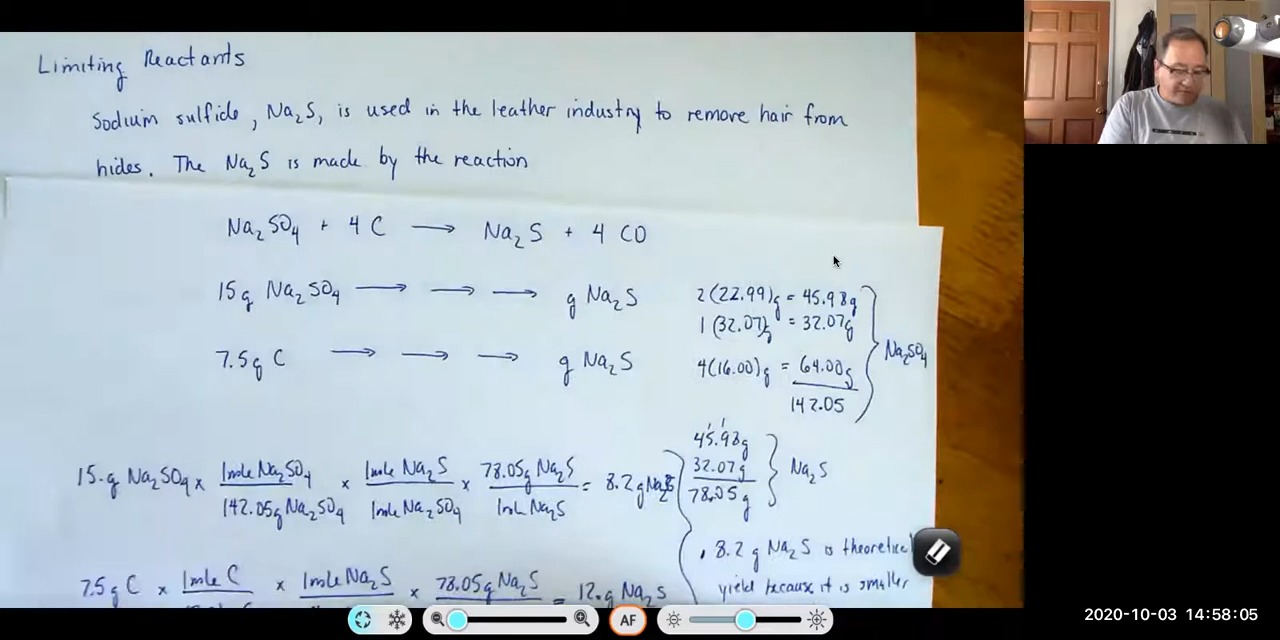 Limiting Reactants
Sodium sulfide, Na₂S, is used in the leather industry to remove hair from
hides. The Na₂S is made by the reaction
Na₂SO₄ + 4 C → Na₂S + 4 CO
15g Na₂SO₄ → → → g Na₂S
7.5g C → → → g Na₂S
2(22.99)g = 45.98g
1(32.07)g = 32.07g
4(16.00)g = 64.00g
142.05
Na₂SO₄
45.98g
32.07g
78.05g
Na₂S
15.g Na₂SO₄ x 1mole Na₂SO₄ / 142.05g Na₂SO₄ x 1mole Na₂S / 1mole Na₂SO₄ x 78.05g Na₂S / 1mol Na₂S = 8.2g Na₂S
8.2 g Na₂S is theoretical
yield because it is smaller
7.5g C x 1mole C x 1mole Na₂S x 78.05g Na₂S = 12.g Na₂S
AF
2020-10-03 14:58:05